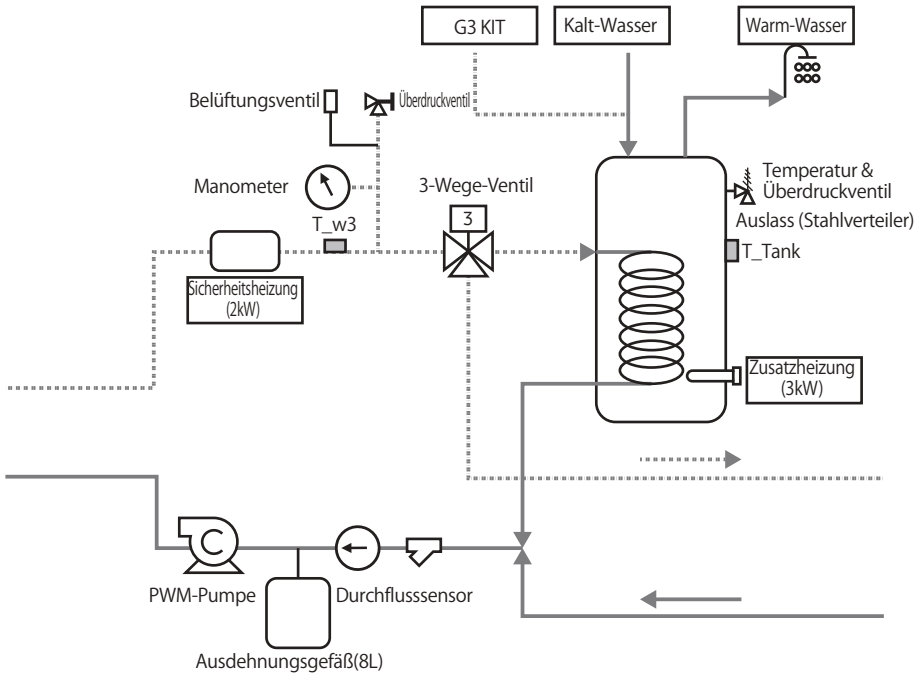 G3 KIT
Kalt-Wasser
Warm-Wasser
Belüftungsventil
Überdruckventil
Manometer
3-Wege-Ventil
Temperatur &
Überdruckventil
T_w3
3
Auslass (Stahlverteiler)
T_Tank
Sicherheitsheizung
(2kW)
Zusatzheizung
(3kW)
C
PWM-Pumpe
Durchflusssensor
Ausdehnungsgefäß(8L)